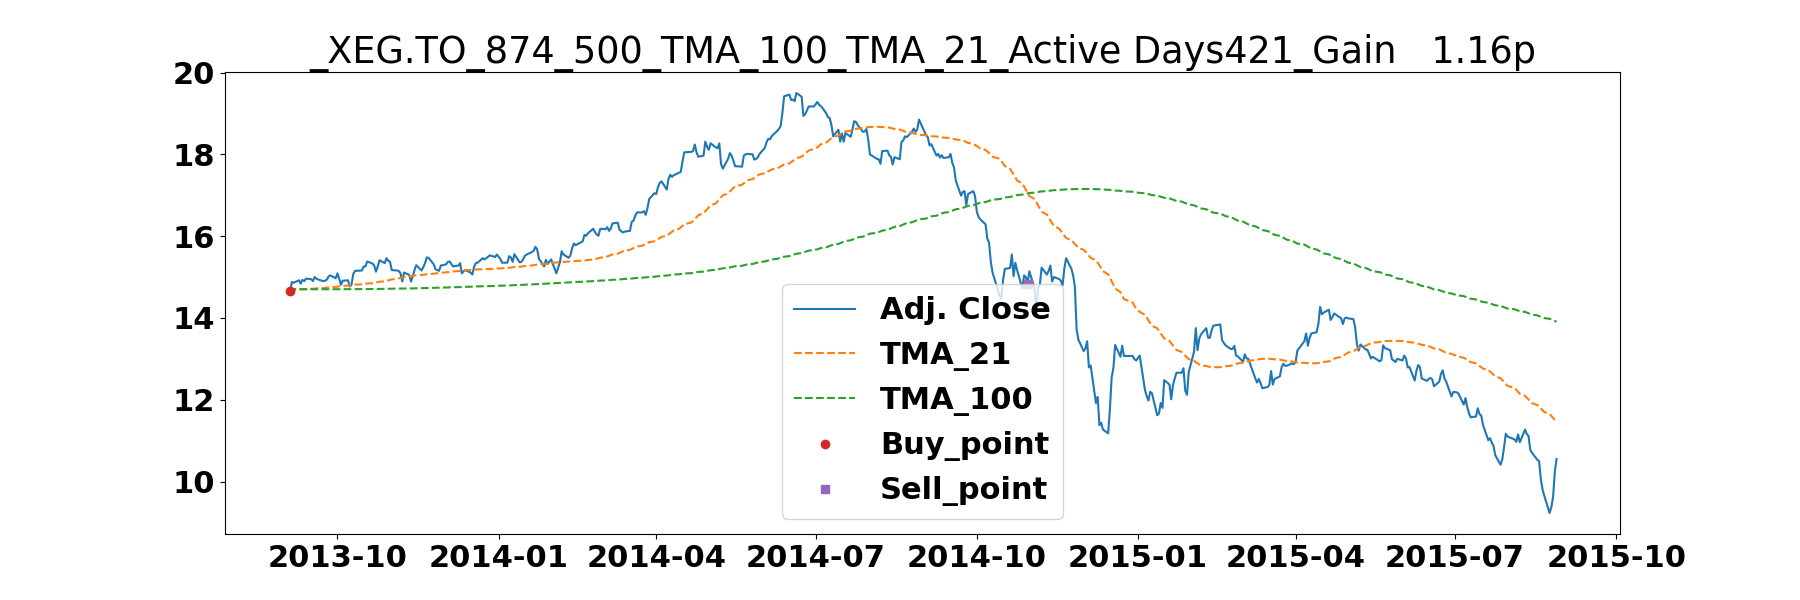 _XEG.TO_874_500_TMA_100_TMA_21_Active Days421_Gain   1.16p
20
18
16
14
12
10
Adj. Close
TMA_21
TMA_100
Buy_point
Sell_point
2013-10 2014-01 2014-04 2014-07 2014-10 2015-01 2015-04 2015-07 2015-10